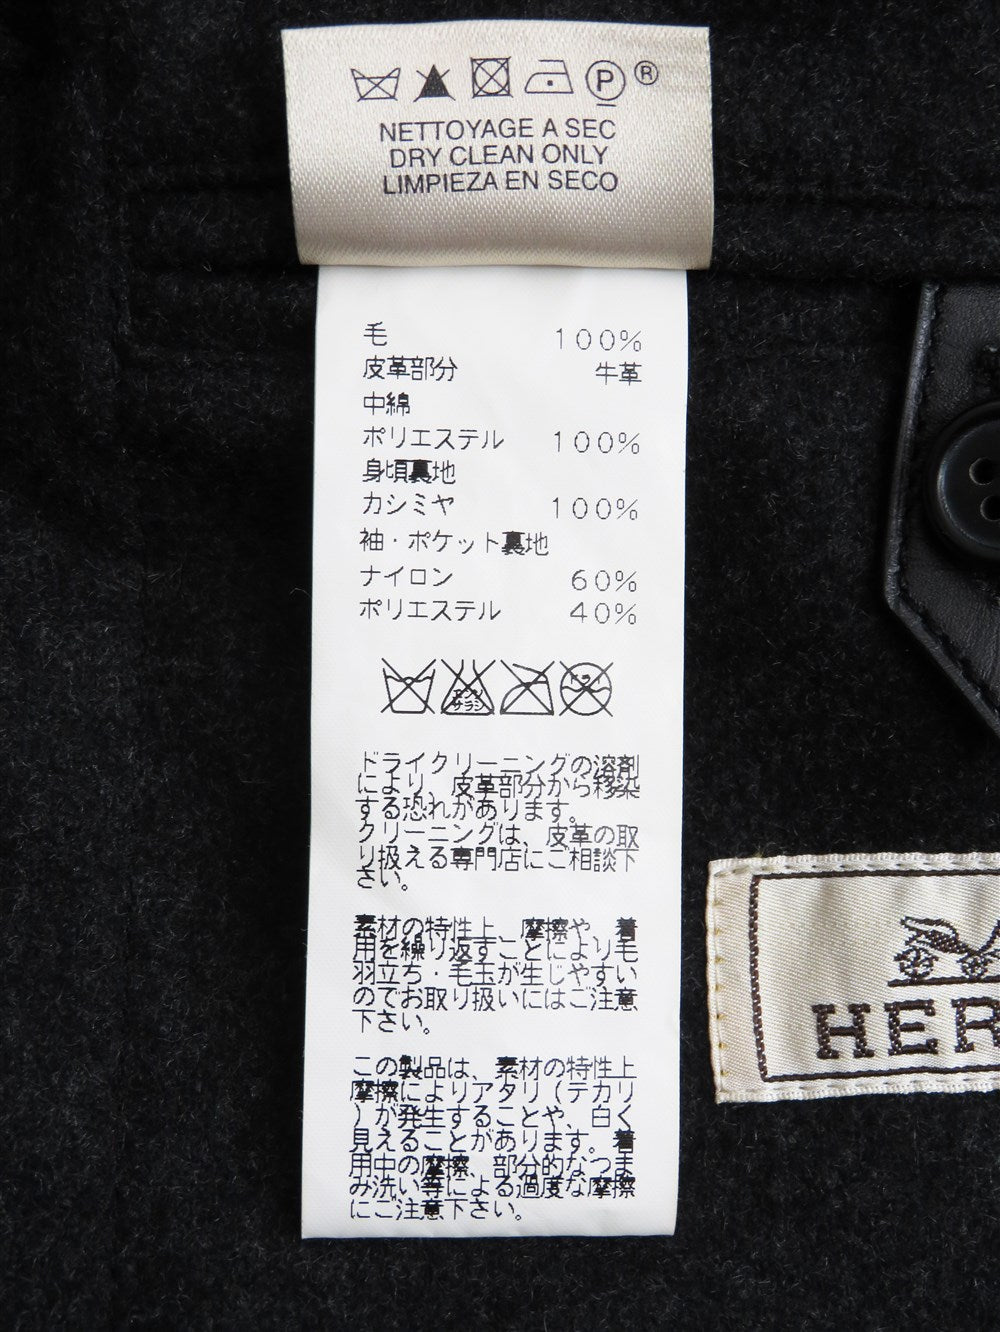 P ®
NETTOYAGE A SEC
DRY CLEAN ONLY
LIMPIEZA EN SECO
毛 100%
皮革部分 牛革
中綿
ポリエステル 100%
身頃裏地
カシミヤ 100%
袖・ポケット裏地
ナイロン 60%
ポリエステル 40%
エンソ
サラシ
ドライクリーニングの溶剤
により、皮革部分から移染
する恐れがあります。
クリーニングは、皮革の取
り扱える専門店にご相談下
さい。
素材の特性上、摩擦や、着
用を繰り返すことにより毛
羽立ち・毛玉が生じやすい
のでお取り扱いにはご注意
下さい。
この製品は、素材の特性上
摩擦によりアタリ（テカリ
）が発生することや、白く
見えることがあります。着
用中の摩擦、部分的なつま
み洗い等による過度な摩擦
にご注意下さい。
HER